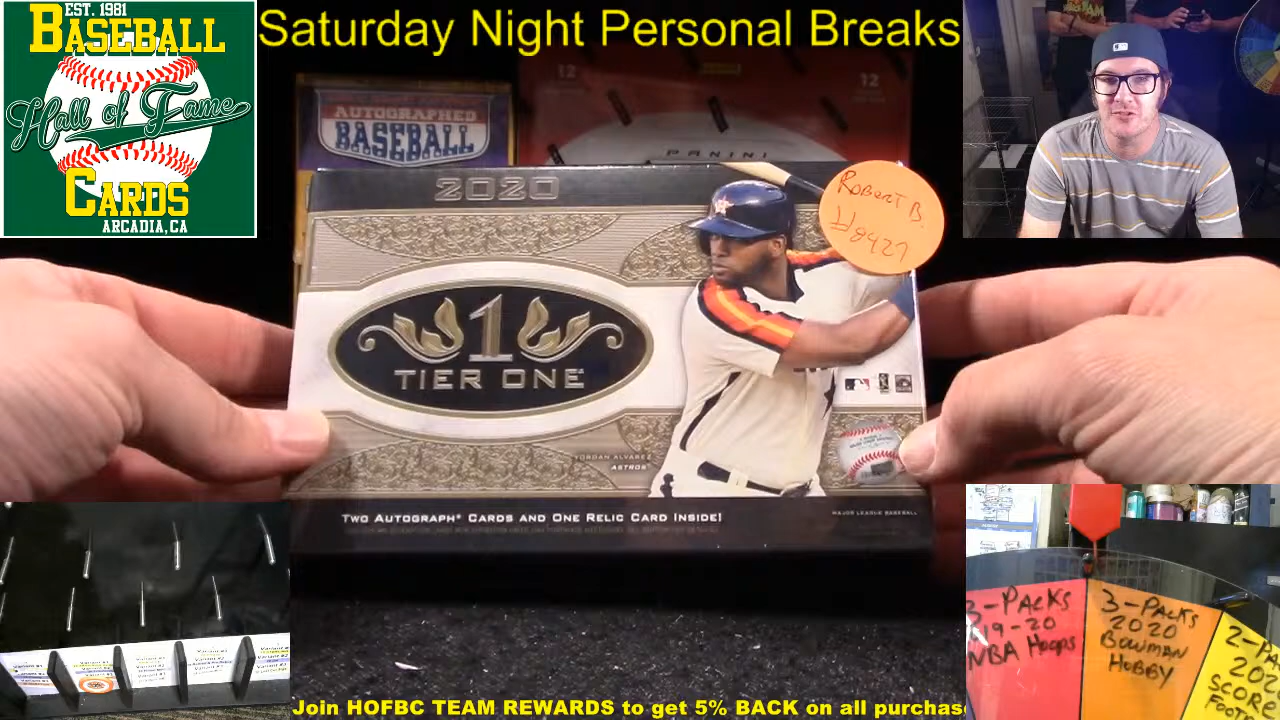 EST. 1981
BASEBALL
Hall of Fame
CARDS
ARCADIA, CA
Saturday Night Personal Breaks
12
12
AUTOGRAPHED
BASEBALL
PANINI
2020
ROBERT B.
#8427
1
TIER ONE
YORDAN ALVAREZ
ASTROS
TWO AUTOGRAPH CARDS AND ONE RELIC CARD INSIDE!
MAJOR LEAGUE BASEBALL
3-PACKS
19-20
NBA HOOPS
3-PACKS
2020
BOWMAN
HOBBY
2-PA
202
SCORE
FOOT
Join HOFBC TEAM REWARDS to get 5% BACK on all purchas